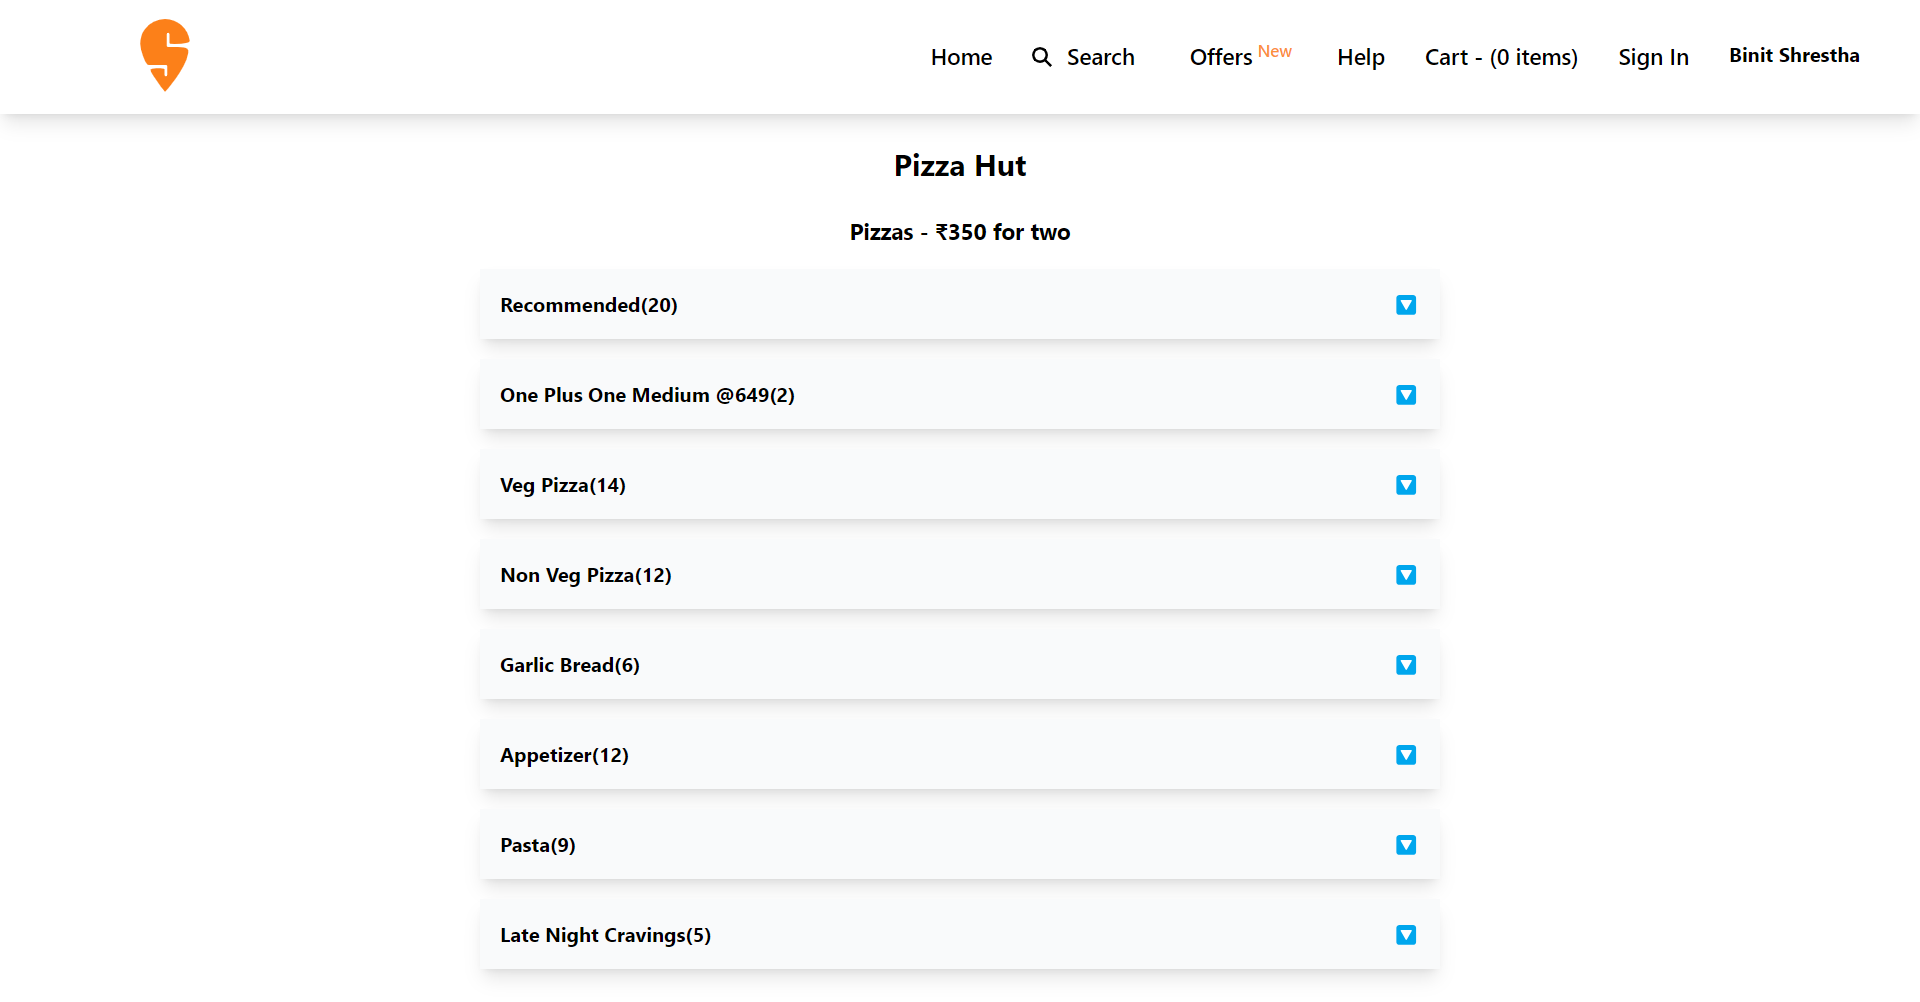 Home Search Offers New Help Cart - (0 items) Sign In Binit Shrestha
Pizza Hut
Pizzas - ₹350 for two
Recommended(20)
One Plus One Medium @649(2)
Veg Pizza(14)
Non Veg Pizza(12)
Garlic Bread(6)
Appetizer(12)
Pasta(9)
Late Night Cravings(5)